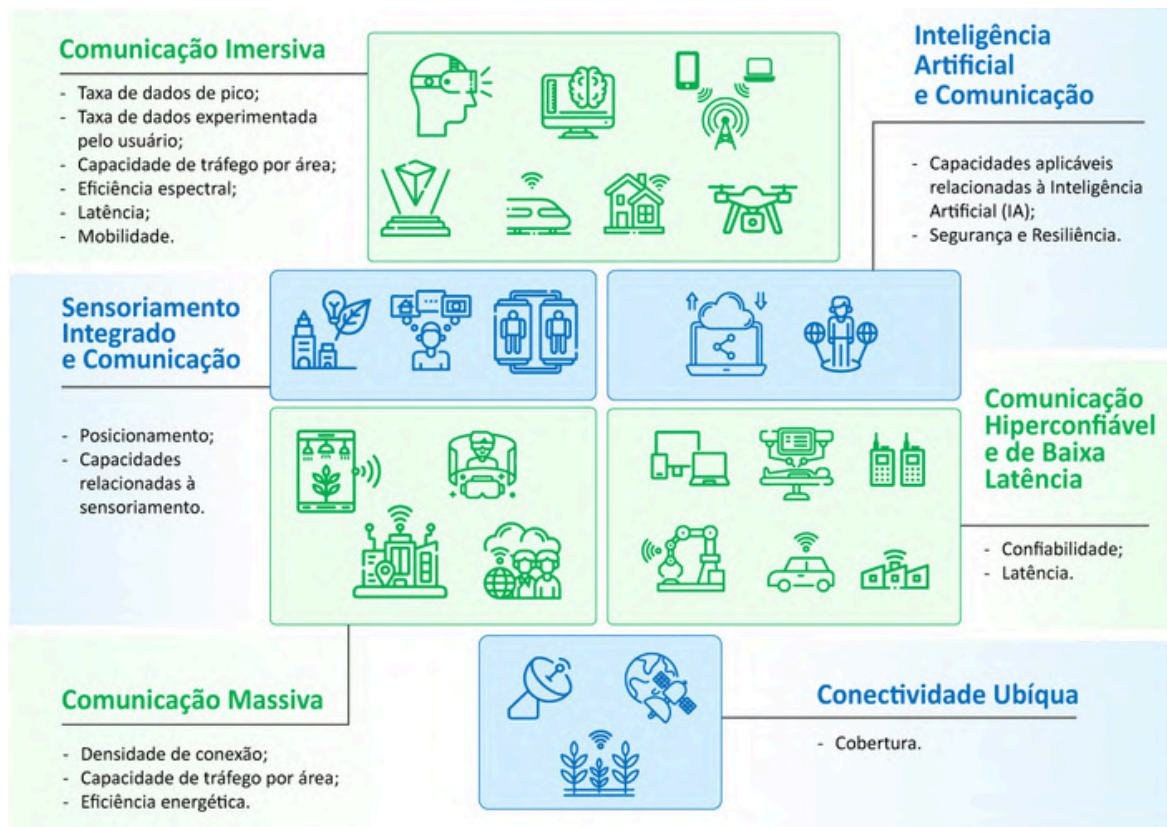 Comunicação Imersiva
- Taxa de dados de pico;
- Taxa de dados experimentada
pelo usuário;
- Capacidade de tráfego por área;
- Eficiência espectral;
- Latência;
- Mobilidade.
Inteligência
Artificial
e Comunicação
- Capacidades aplicáveis
relacionadas à Inteligência
Artificial (IA);
- Segurança e Resiliência.
Sensoriamento
Integrado
e Comunicação
- Posicionamento;
- Capacidades
relacionadas à
sensoriamento.
Comunicação
Hiperconfiável
e de Baixa
Latência
- Confiabilidade;
- Latência.
Comunicação Massiva
- Densidade de conexão;
- Capacidade de tráfego por área;
- Eficiência energética.
Conectividade Ubíqua
- Cobertura.